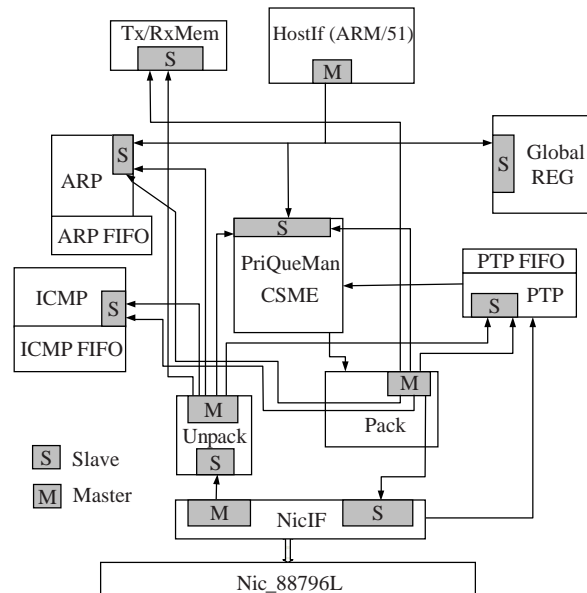 Tx/RxMem
S
HostIf (ARM/51)
M
S
ARP
ARP FIFO
S
Global
REG
S
PriQueMan
CSME
PTP FIFO
S
PTP
ICMP
S
ICMP FIFO
M
Unpack
S
M
Pack
S Slave
M Master
M
NicIF
S
Nic_88796L